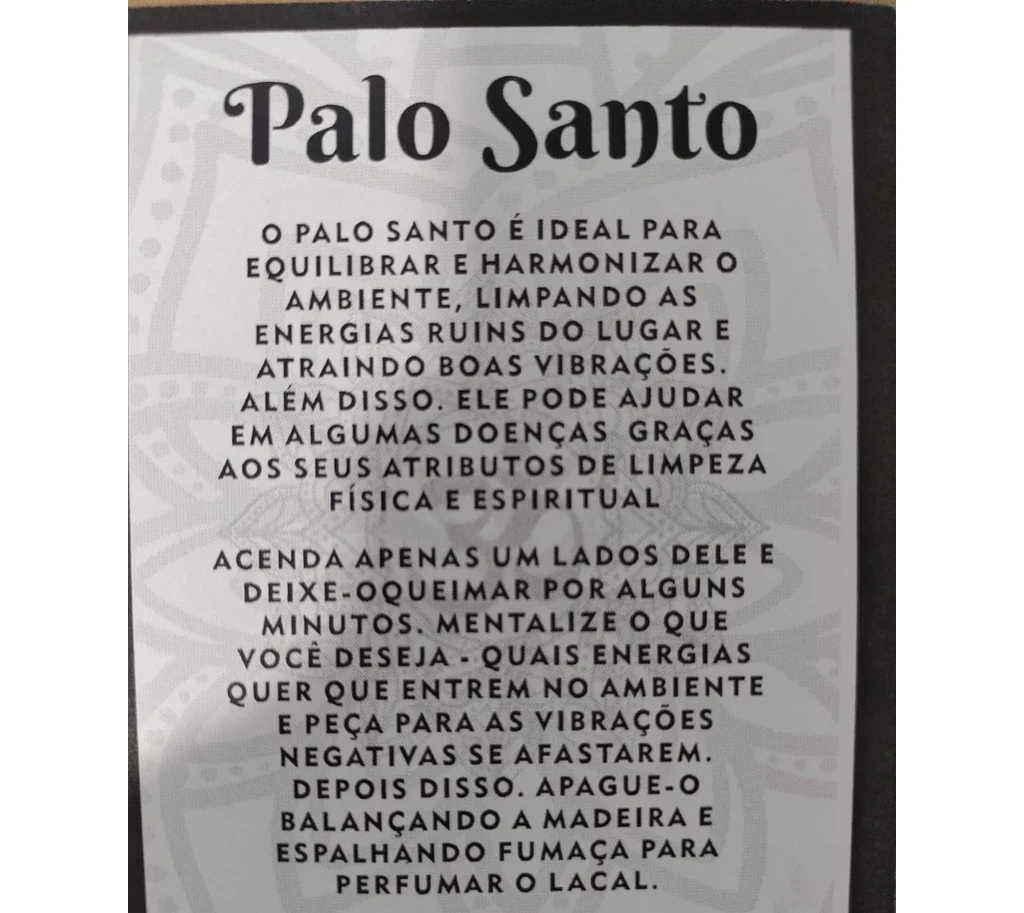 Palo Santo
O PALO SANTO É IDEAL PARA
EQUILIBRAR E HARMONIZAR O
AMBIENTE, LIMPANDO AS
ENERGIAS RUINS DO LUGAR E
ATRAINDO BOAS VIBRAÇÕES.
ALÉM DISSO. ELE PODE AJUDAR
EM ALGUMAS DOENÇAS GRAÇAS
AOS SEUS ATRIBUTOS DE LIMPEZA
FÍSICA E ESPIRITUAL
ACENDA APENAS UM LADOS DELE E
DEIXE-OQUEIMAR POR ALGUNS
MINUTOS. MENTALIZE O QUE
VOCÊ DESEJA - QUAIS ENERGIAS
QUER QUE ENTREM NO AMBIENTE
E PEÇA PARA AS VIBRAÇÕES
NEGATIVAS SE AFASTAREM.
DEPOIS DISSO. APAGUE-O
BALANÇANDO A MADEIRA E
ESPALHANDO FUMAÇA PARA
PERFUMAR O LACAL.